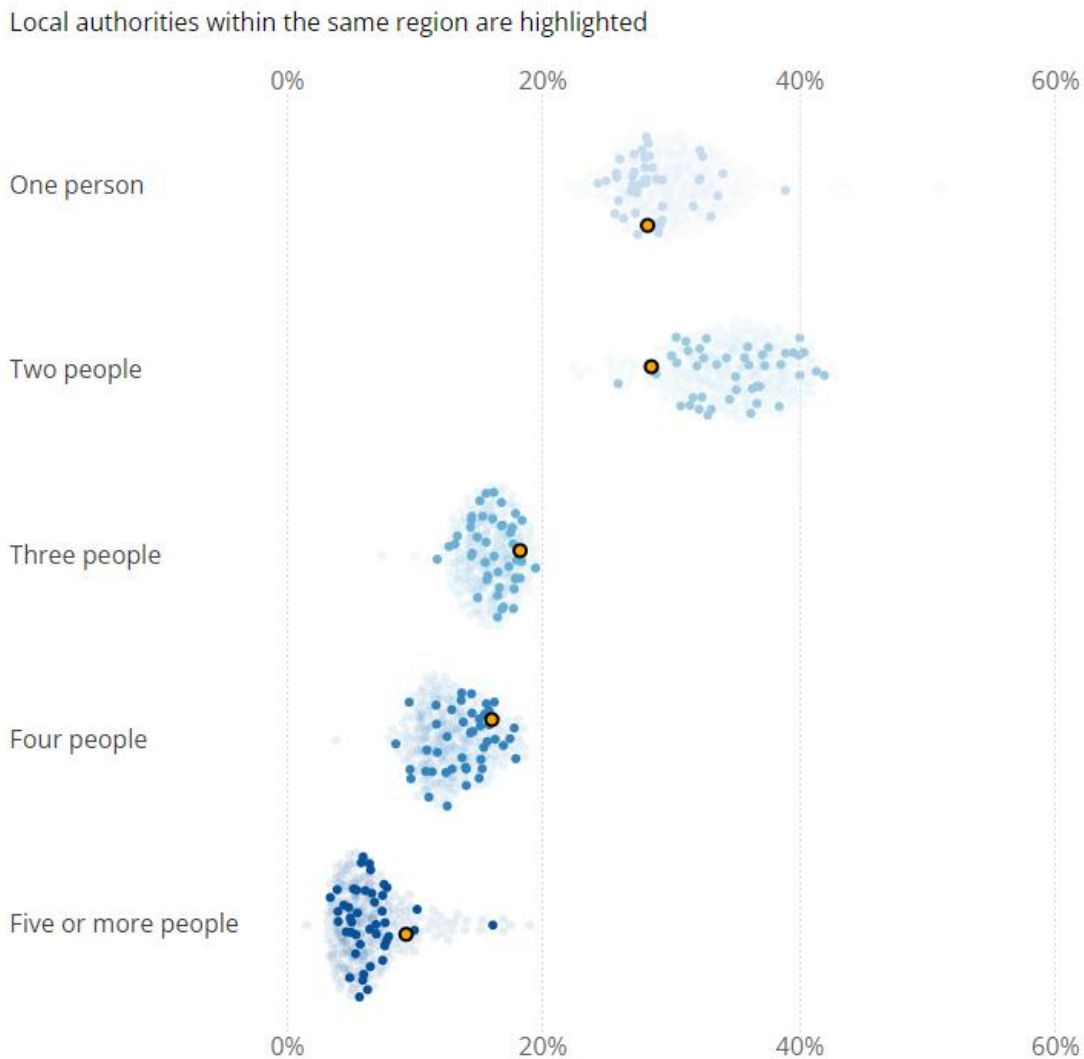 Local authorities within the same region are highlighted
0% 20% 40% 60%
One person
Two people
Three people
Four people
Five or more people
0% 20% 40% 60%